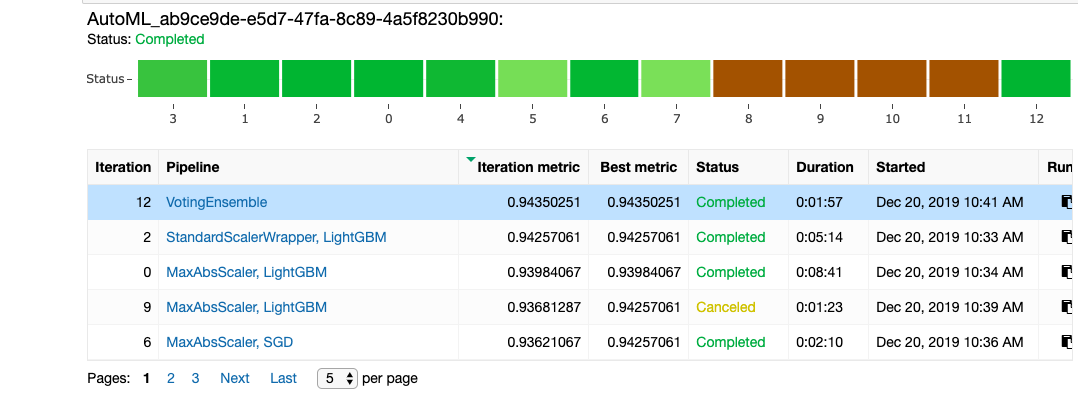 AutoML_ab9ce9de-e5d7-47fa-8c89-4a5f8230b990:
Status: Completed
Status
3 1 2 0 4 5 6 7 8 9 10 11 12
Iteration Pipeline Iteration metric Best metric Status Duration Started Run
12 VotingEnsemble 0.94350251 0.94350251 Completed 0:01:57 Dec 20, 2019 10:41 AM
2 StandardScalerWrapper, LightGBM 0.94257061 0.94257061 Completed 0:05:14 Dec 20, 2019 10:33 AM
0 MaxAbsScaler, LightGBM 0.93984067 0.93984067 Completed 0:08:41 Dec 20, 2019 10:34 AM
9 MaxAbsScaler, LightGBM 0.93681287 0.94257061 Canceled 0:01:23 Dec 20, 2019 10:39 AM
6 MaxAbsScaler, SGD 0.93621067 0.94257061 Completed 0:02:10 Dec 20, 2019 10:36 AM
Pages: 1 2 3 Next Last 5 per page